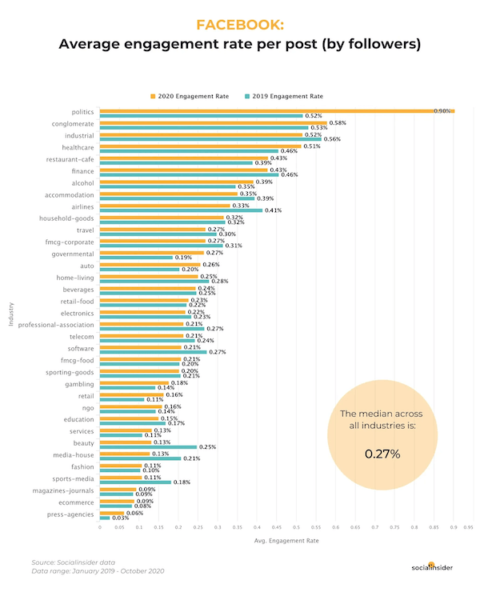 FACEBOOK:
Average engagement rate per post (by followers)
2020 Engagement Rate 2019 Engagement Rate
politics 0.90% 0.52%
conglomerate 0.58% 0.53%
industrial 0.52% 0.56%
healthcare 0.51% 0.46%
restaurant-cafe 0.43% 0.39%
finance 0.43% 0.46%
alcohol 0.39% 0.35%
accommodation 0.35% 0.39%
airlines 0.33% 0.41%
household-goods 0.32% 0.32%
travel 0.27% 0.30%
fmcg-corporate 0.27% 0.31%
governmental 0.27% 0.19%
auto 0.26% 0.20%
home-living 0.25% 0.28%
beverages 0.24% 0.25%
retail-food 0.23% 0.22%
electronics 0.22% 0.23%
professional-association 0.21% 0.27%
telecom 0.21% 0.24%
software 0.21% 0.27%
fmcg-food 0.21% 0.20%
sporting-goods 0.20% 0.21%
gambling 0.18% 0.14%
retail 0.16% 0.11%
ngo 0.16% 0.14%
education 0.15% 0.17%
services 0.13% 0.11%
beauty 0.13% 0.25%
media-house 0.13% 0.21%
fashion 0.11% 0.10%
sports-media 0.11% 0.18%
magazines-journals 0.09% 0.09%
ecommerce 0.09% 0.08%
press-agencies 0.06% 0.03%
Industry
0 0.05 0.1 0.15 0.2 0.25 0.3 0.35 0.4 0.45 0.5 0.55 0.6 0.65 0.7 0.75 0.8 0.85 0.9 0.95
Avg. Engagement Rate
The median across
all industries is:
0.27%
Source: Socialinsider data
Data range: January 2019 - October 2020
socialinsider